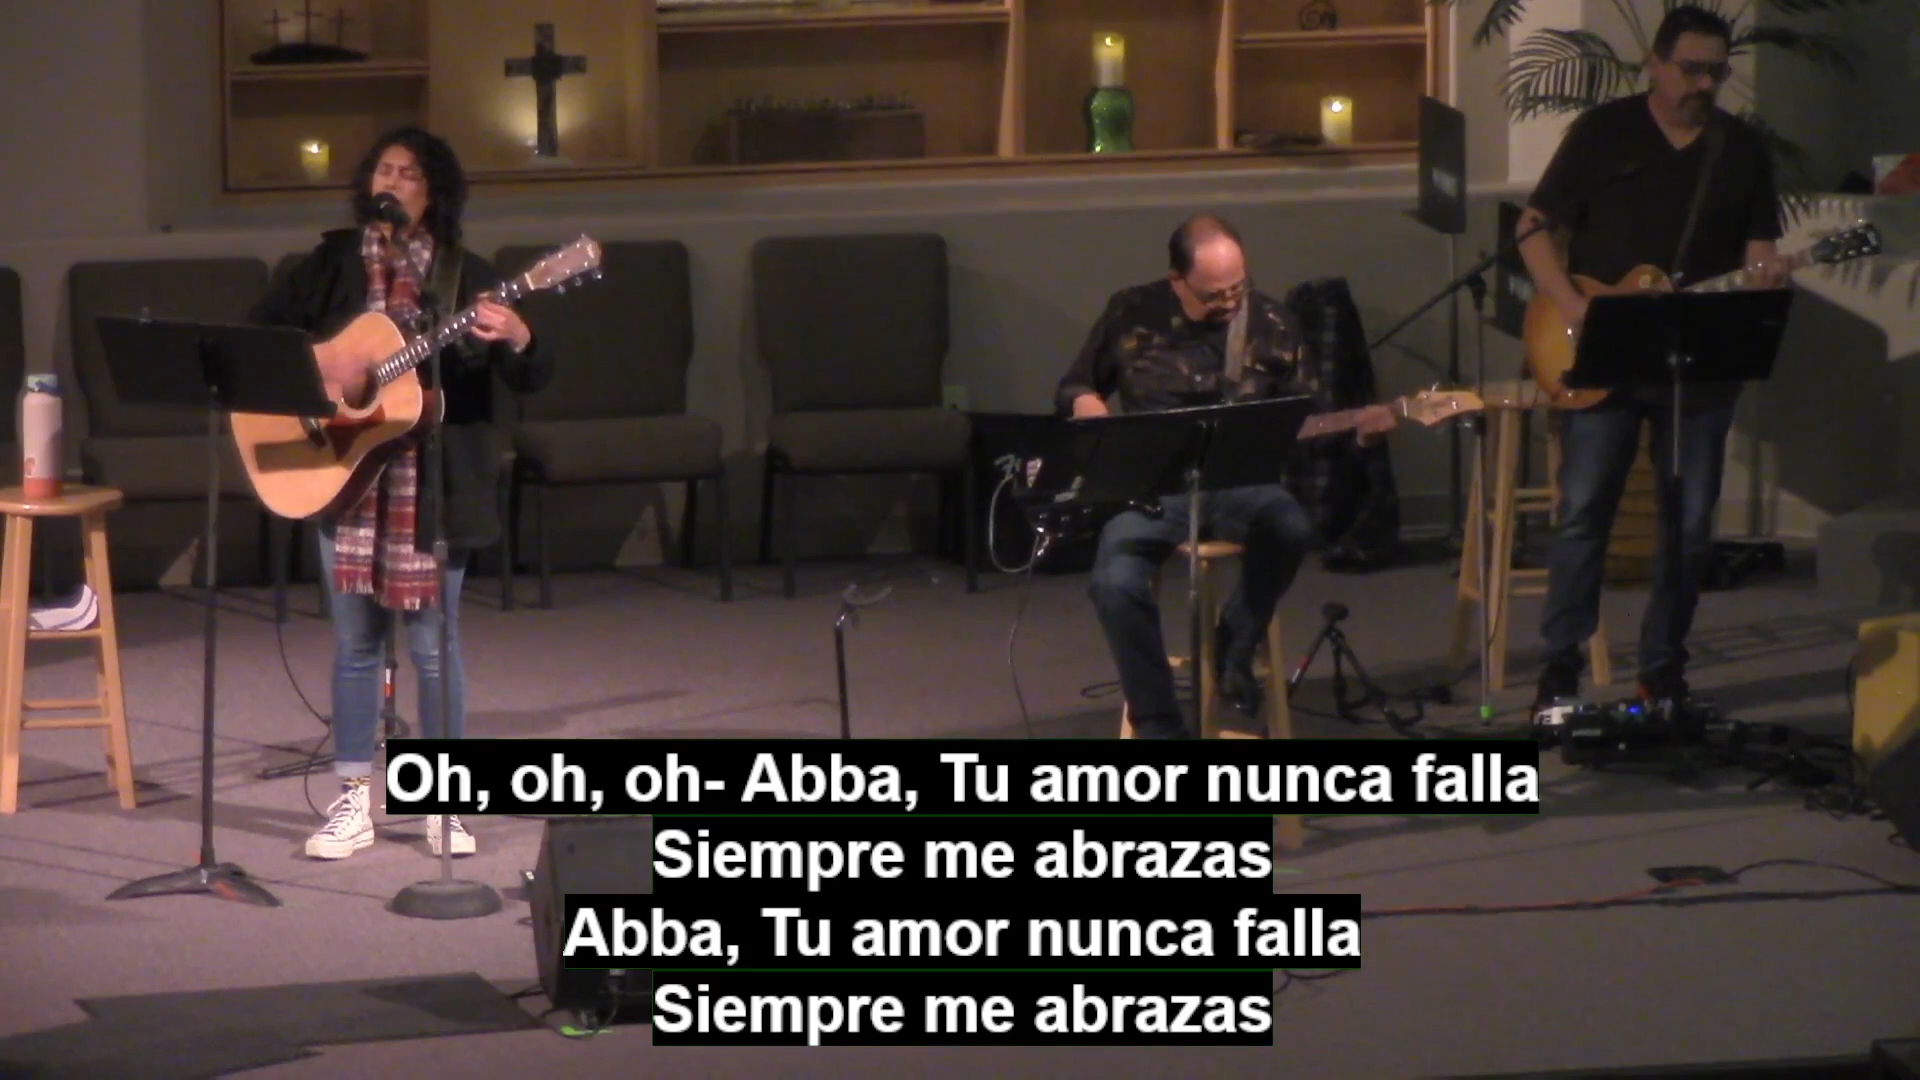 Oh, oh, oh- Abba, Tu amor nunca falla
Siempre me abrazas
Abba, Tu amor nunca falla
Siempre me abrazas